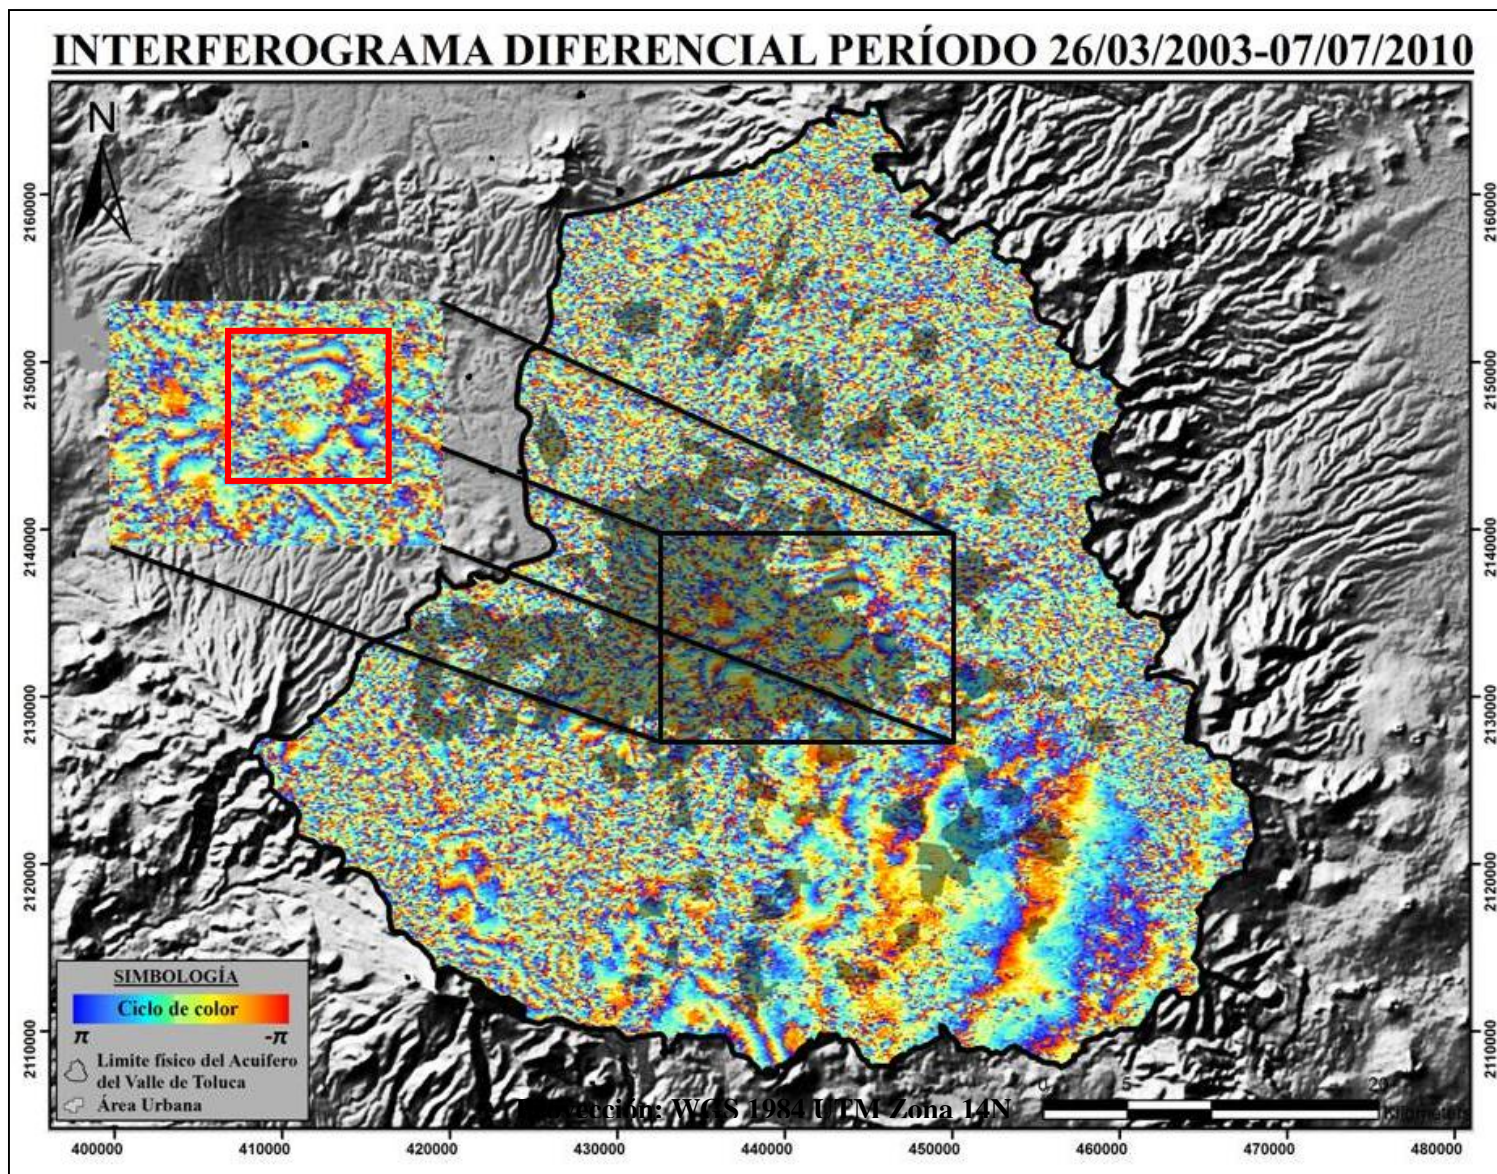 INTERFEROGRAMA DIFERENCIAL PERÍODO 26/03/2003-07/07/2010
N
2160000
2150000
2140000
2130000
2120000
2110000
2160000
2150000
2140000
2130000
2120000
2110000
SIMBOLOGÍA
Ciclo de color
π
-π
Limite físico del Acuífero
del Valle de Toluca
Área Urbana
WGS 1984 UTM Zona 14N
0
5
20
Kilometers
400000
410000
420000
430000
440000
450000
460000
470000
480000